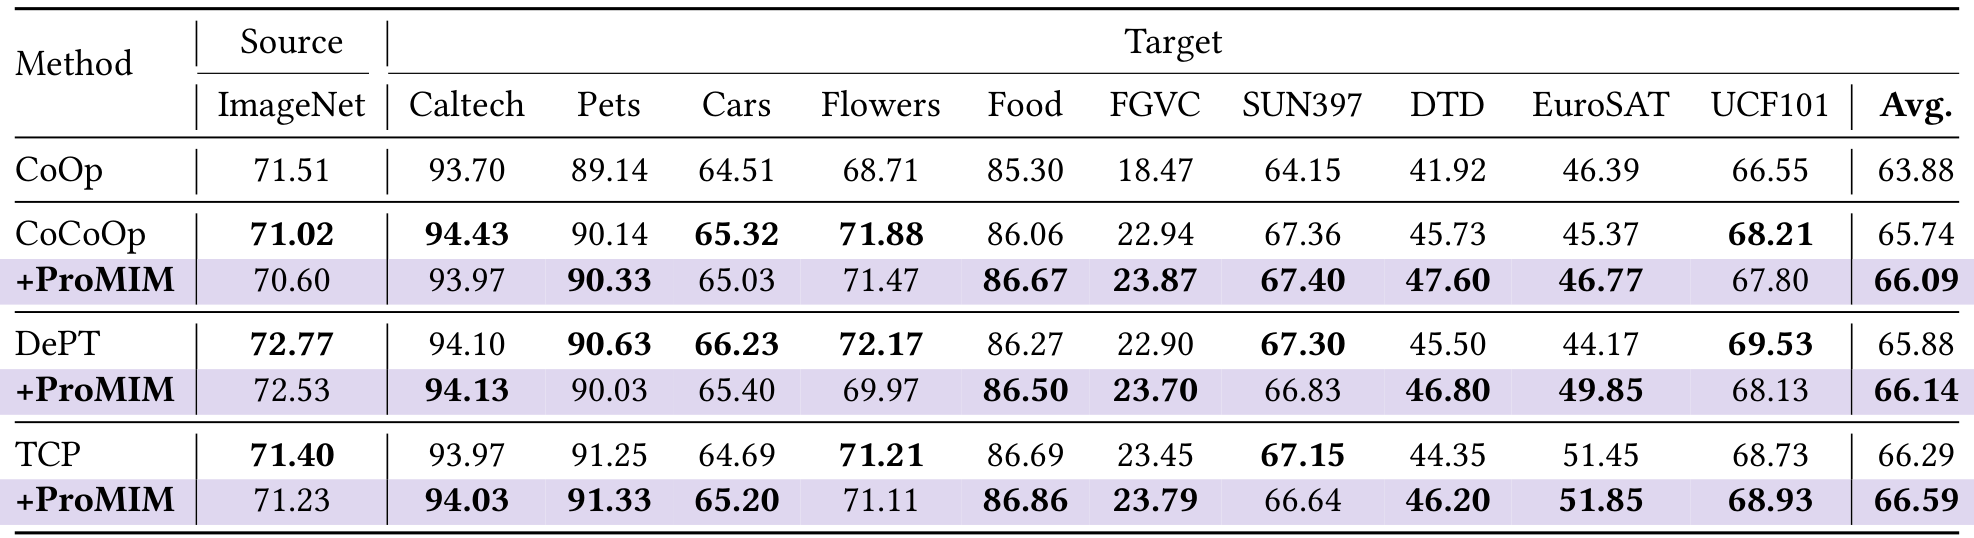 Method Source Target
ImageNet Caltech Pets Cars Flowers Food FGVC SUN397 DTD EuroSAT UCF101 Avg.
CoOp 71.51 93.70 89.14 64.51 68.71 85.30 18.47 64.15 41.92 46.39 66.55 63.88
CoCoOp 71.02 94.43 90.14 65.32 71.88 86.06 22.94 67.36 45.73 45.37 68.21 65.74
+ProMIM 70.60 93.97 90.33 65.03 71.47 86.67 23.87 67.40 47.60 46.77 67.80 66.09
DePT 72.77 94.10 90.63 66.23 72.17 86.27 22.90 67.30 45.50 44.17 69.53 65.88
+ProMIM 72.53 94.13 90.03 65.40 69.97 86.50 23.70 66.83 46.80 49.85 68.13 66.14
TCP 71.40 93.97 91.25 64.69 71.21 86.69 23.45 67.15 44.35 51.45 68.73 66.29
+ProMIM 71.23 94.03 91.33 65.20 71.11 86.86 23.79 66.64 46.20 51.85 68.93 66.59